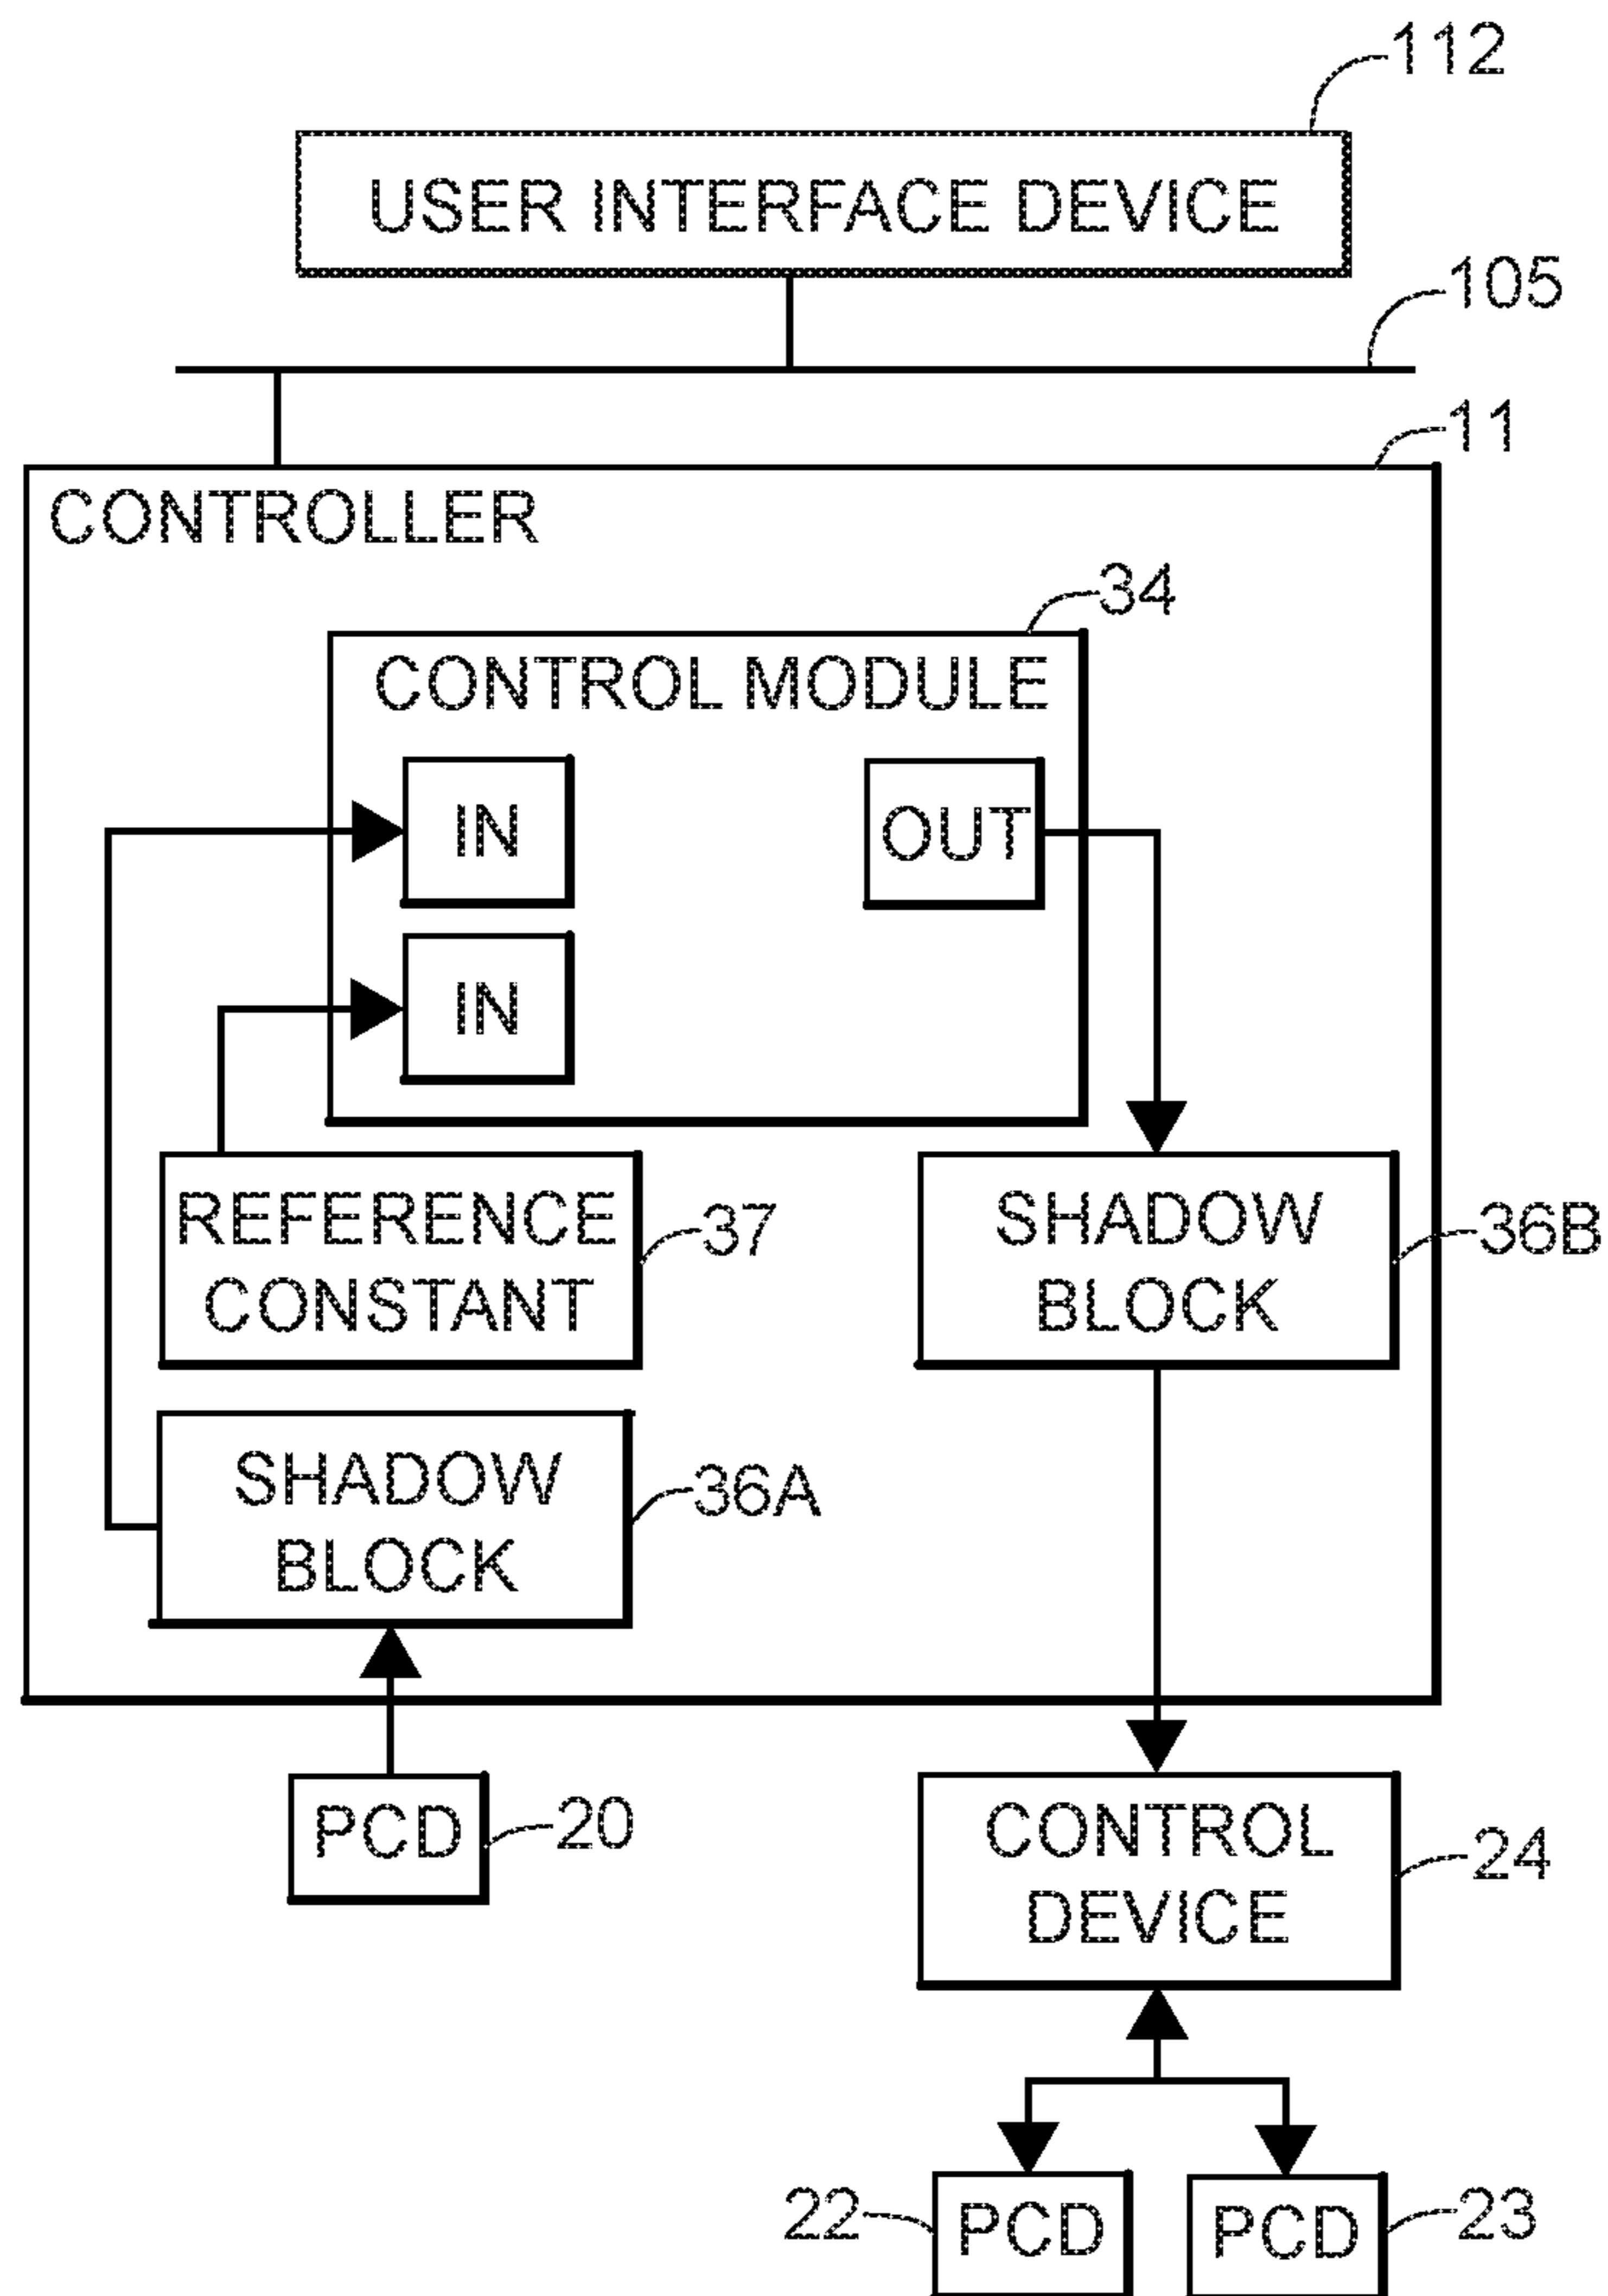 112
USER INTERFACE DEVICE
105
11
CONTROLLER
34
CONTROL MODULE
IN
OUT
IN
REFERENCE
CONSTANT
37
SHADOW
BLOCK
36B
SHADOW
BLOCK
36A
PCD
20
CONTROL
DEVICE
24
22
PCD
PCD
23